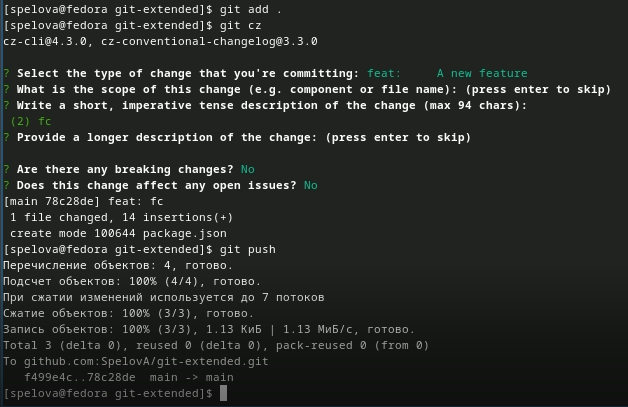 [spelova@fedora git-extended]$ git add .
[spelova@fedora git-extended]$ git cz
cz-cli@4.3.0, cz-conventional-changelog@3.3.0
? Select the type of change that you're committing: feat:     A new feature
? What is the scope of this change (e.g. component or file name): (press enter to skip)
? Write a short, imperative tense description of the change (max 94 chars):
 (2) fc
? Provide a longer description of the change: (press enter to skip)
? Are there any breaking changes? No
? Does this change affect any open issues? No
[main 78c28de] feat: fc
 1 file changed, 14 insertions(+)
 create mode 100644 package.json
[spelova@fedora git-extended]$ git push
Перечисление объектов: 4, готово.
Подсчет объектов: 100% (4/4), готово.
При сжатии изменений используется до 7 потоков
Сжатие объектов: 100% (3/3), готово.
Запись объектов: 100% (3/3), 1.13 КиБ | 1.13 МиБ/с, готово.
Total 3 (delta 0), reused 0 (delta 0), pack-reused 0 (from 0)
To github.com:SpelovA/git-extended.git
   f499e4c..78c28de  main -> main
[spelova@fedora git-extended]$